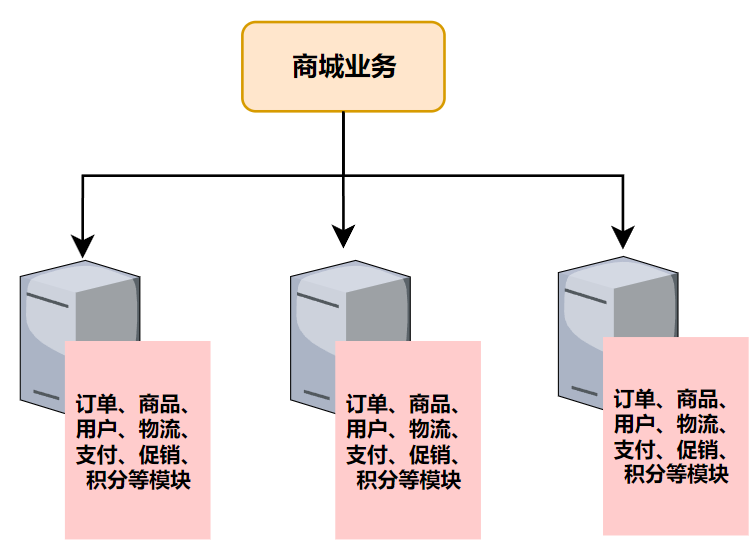 商城业务
订单、商品、
用户、物流、
支付、促销、
积分等模块
订单、商品、
用户、物流、
支付、促销、
积分等模块
订单、商品、
用户、物流、
支付、促销、
积分等模块